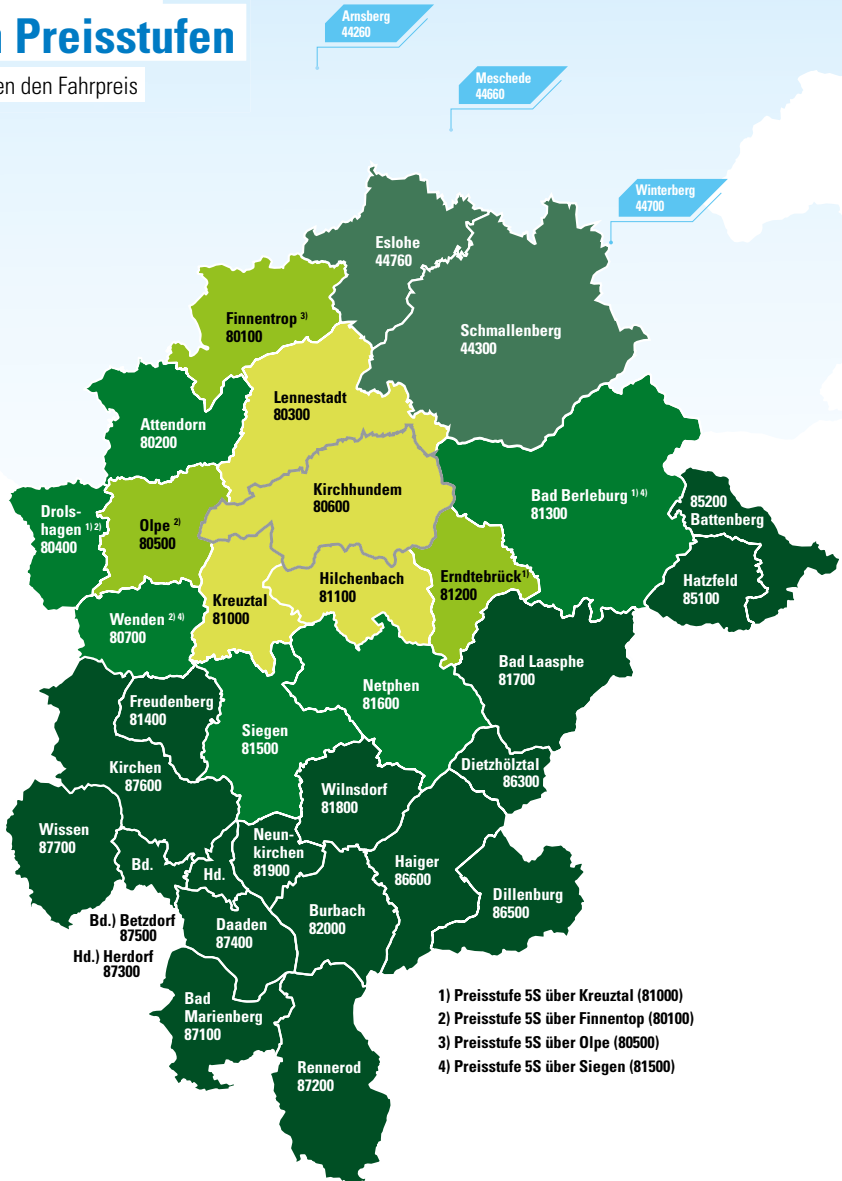 Preisstufen
den Fahrpreis
Arnsberg
44260
Meschede
44660
Winterberg
44700
Eslohe
44760
Schmallenberg
44300
Finnentrop 3)
80100
Lennestadt
80300
Attendorn
80200
Kirchhundem
80600
Bad Berleburg 1) 4)
81300
85200
Battenberg
Drols-
hagen 1) 2)
80400
Olpe 2)
80500
Hilchenbach
81100
Erndtebrück 1)
81200
Hatzfeld
85100
Kreuztal
81000
Wenden 2) 4)
80700
Bad Laasphe
81700
Freudenberg
81400
Netphen
81600
Siegen
81500
Kirchen
87600
Dietzhölztal
86300
Wilnsdorf
81800
Wissen
87700
Neun-
kirchen
81900
Bd.
Hd.
Haiger
86600
Dillenburg
86500
Burbach
82000
Bd.) Betzdorf
87500
Daaden
87400
Hd.) Herdorf
87300
Bad
Marienberg
87100
Rennerod
87200
1) Preisstufe 5S über Kreuztal (81000)
2) Preisstufe 5S über Finnentop (80100)
3) Preisstufe 5S über Olpe (80500)
4) Preisstufe 5S über Siegen (81500)